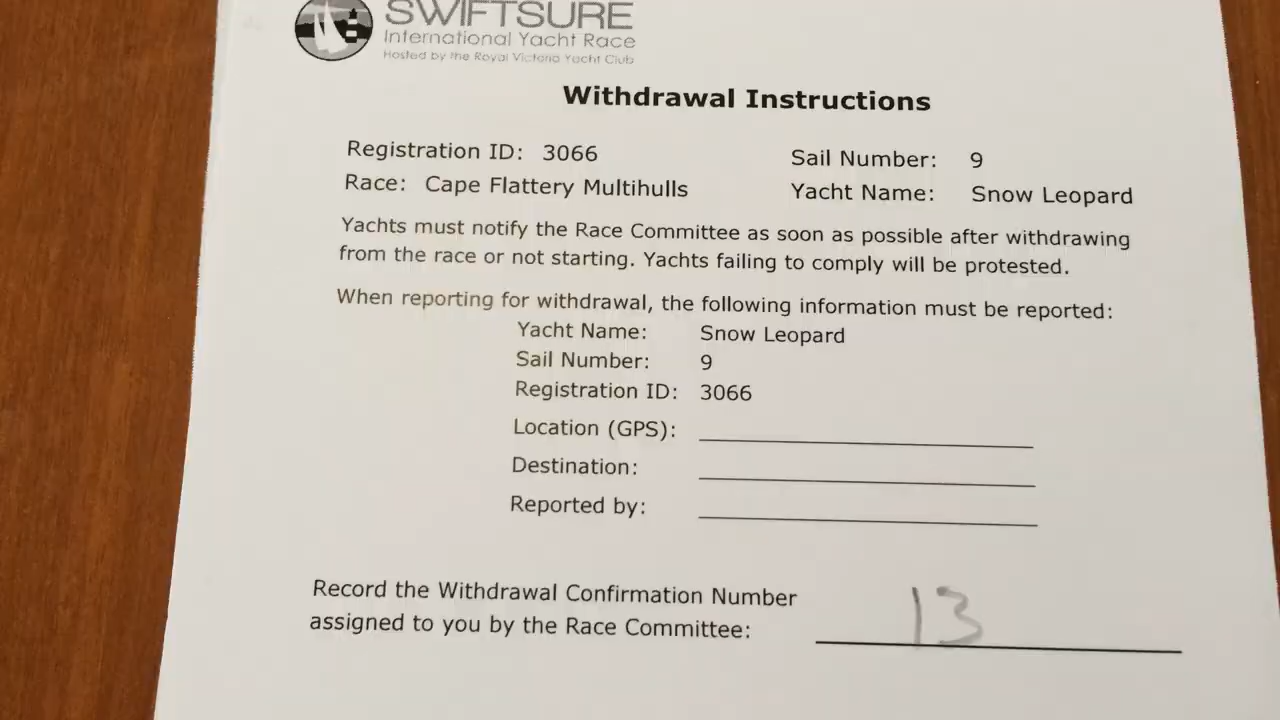 SWIFTSURE
International Yacht Race
Hosted by the Royal Victoria Yacht Club
Withdrawal Instructions
Registration ID: 3066 Sail Number: 9
Race: Cape Flattery Multihulls Yacht Name: Snow Leopard
Yachts must notify the Race Committee as soon as possible after withdrawing
from the race or not starting. Yachts failing to comply will be protested.
When reporting for withdrawal, the following information must be reported:
Yacht Name: Snow Leopard
Sail Number: 9
Registration ID: 3066
Location (GPS):
Destination:
Reported by:
Record the Withdrawal Confirmation Number
assigned to you by the Race Committee: 13